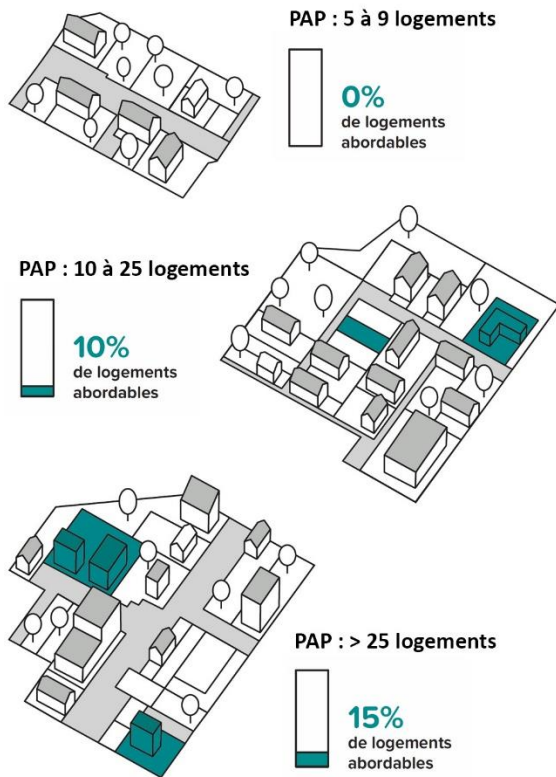 PAP : 5 à 9 logements
0%
de logements
abordables
PAP : 10 à 25 logements
10%
de logements
abordables
PAP : > 25 logements
15%
de logements
abordables